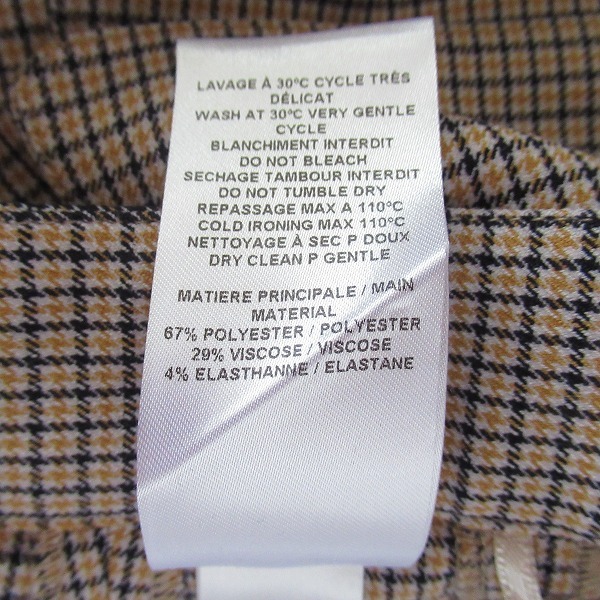 LAVAGE À 30°C CYCLE TRÈS
DÉLICAT
WASH AT 30°C VERY GENTLE
CYCLE
BLANCHIMENT INTERDIT
DO NOT BLEACH
SECHAGE TAMBOUR INTERDIT
DO NOT TUMBLE DRY
REPASSAGE MAX A 110°C
COLD IRONING MAX 110°C
NETTOYAGE À SEC P DOUX
DRY CLEAN P GENTLE
MATIERE PRINCIPALE / MAIN
MATERIAL
67% POLYESTER / POLYESTER
29% VISCOSE / VISCOSE
4% ELASTHANNE / ELASTANE